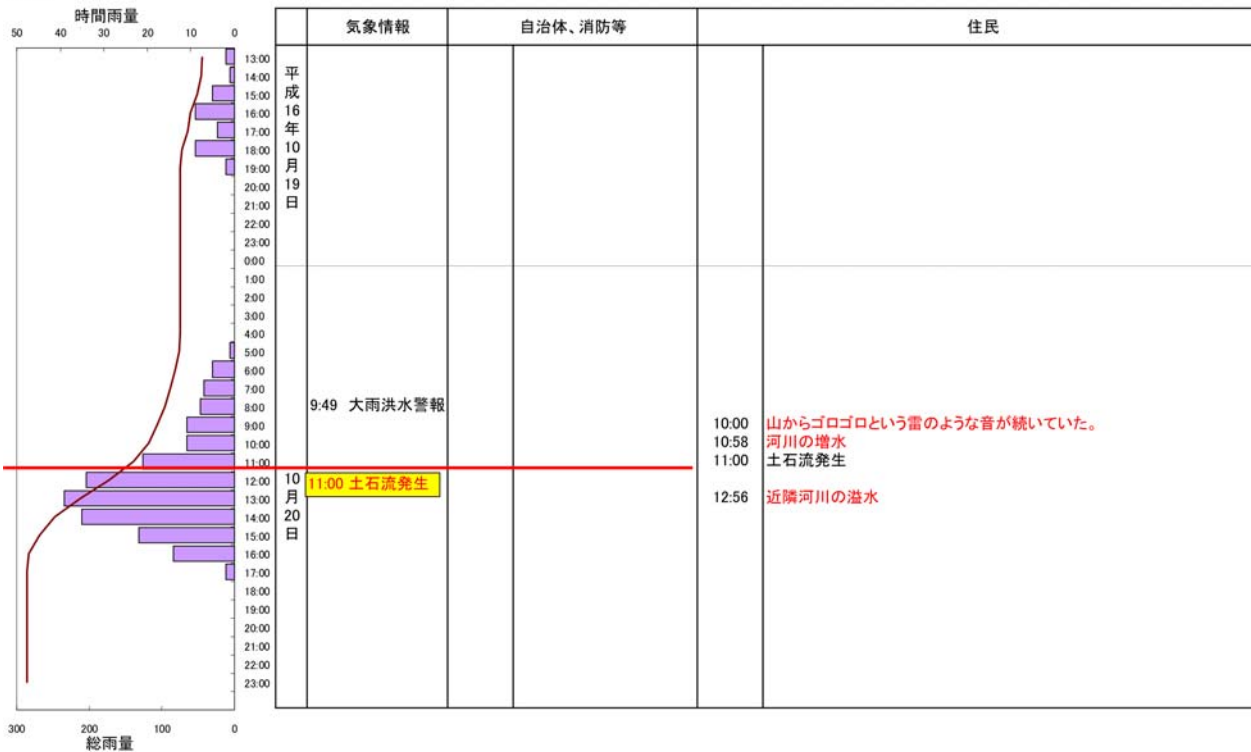 時間雨量
50 40 30 20 10 0
気象情報 自治体、消防等 住民
平成16年10月19日
13:00
14:00
15:00
16:00
17:00
18:00
19:00
20:00
21:00
22:00
23:00
0:00
1:00
2:00
3:00
4:00
5:00
6:00
7:00
8:00
9:00
10:00
11:00
12:00
13:00
14:00
15:00
16:00
17:00
18:00
19:00
20:00
21:00
22:00
23:00
10月20日
9:49 大雨洪水警報
11:00 土石流発生
10:00 山からゴロゴロという雷のような音が続いていた。
10:58 河川の増水
11:00 土石流発生
12:56 近隣河川の溢水
300 200 100 0
総雨量